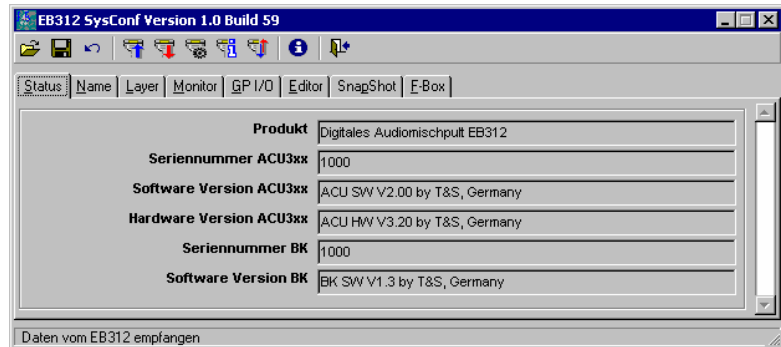 EB312 SysConf Version 1.0 Build 59
Status Name Layer Monitor GP I/O Editor SnapShot F-Box
Produkt Digitales Audiomischpult EB312
Seriennummer ACU3xx 1000
Software Version ACU3xx ACU SW V2.00 by T&S, Germany
Hardware Version ACU3xx ACU HW V3.20 by T&S, Germany
Seriennummer BK 1000
Software Version BK BK SW V1.3 by T&S, Germany
Daten vom EB312 empfangen